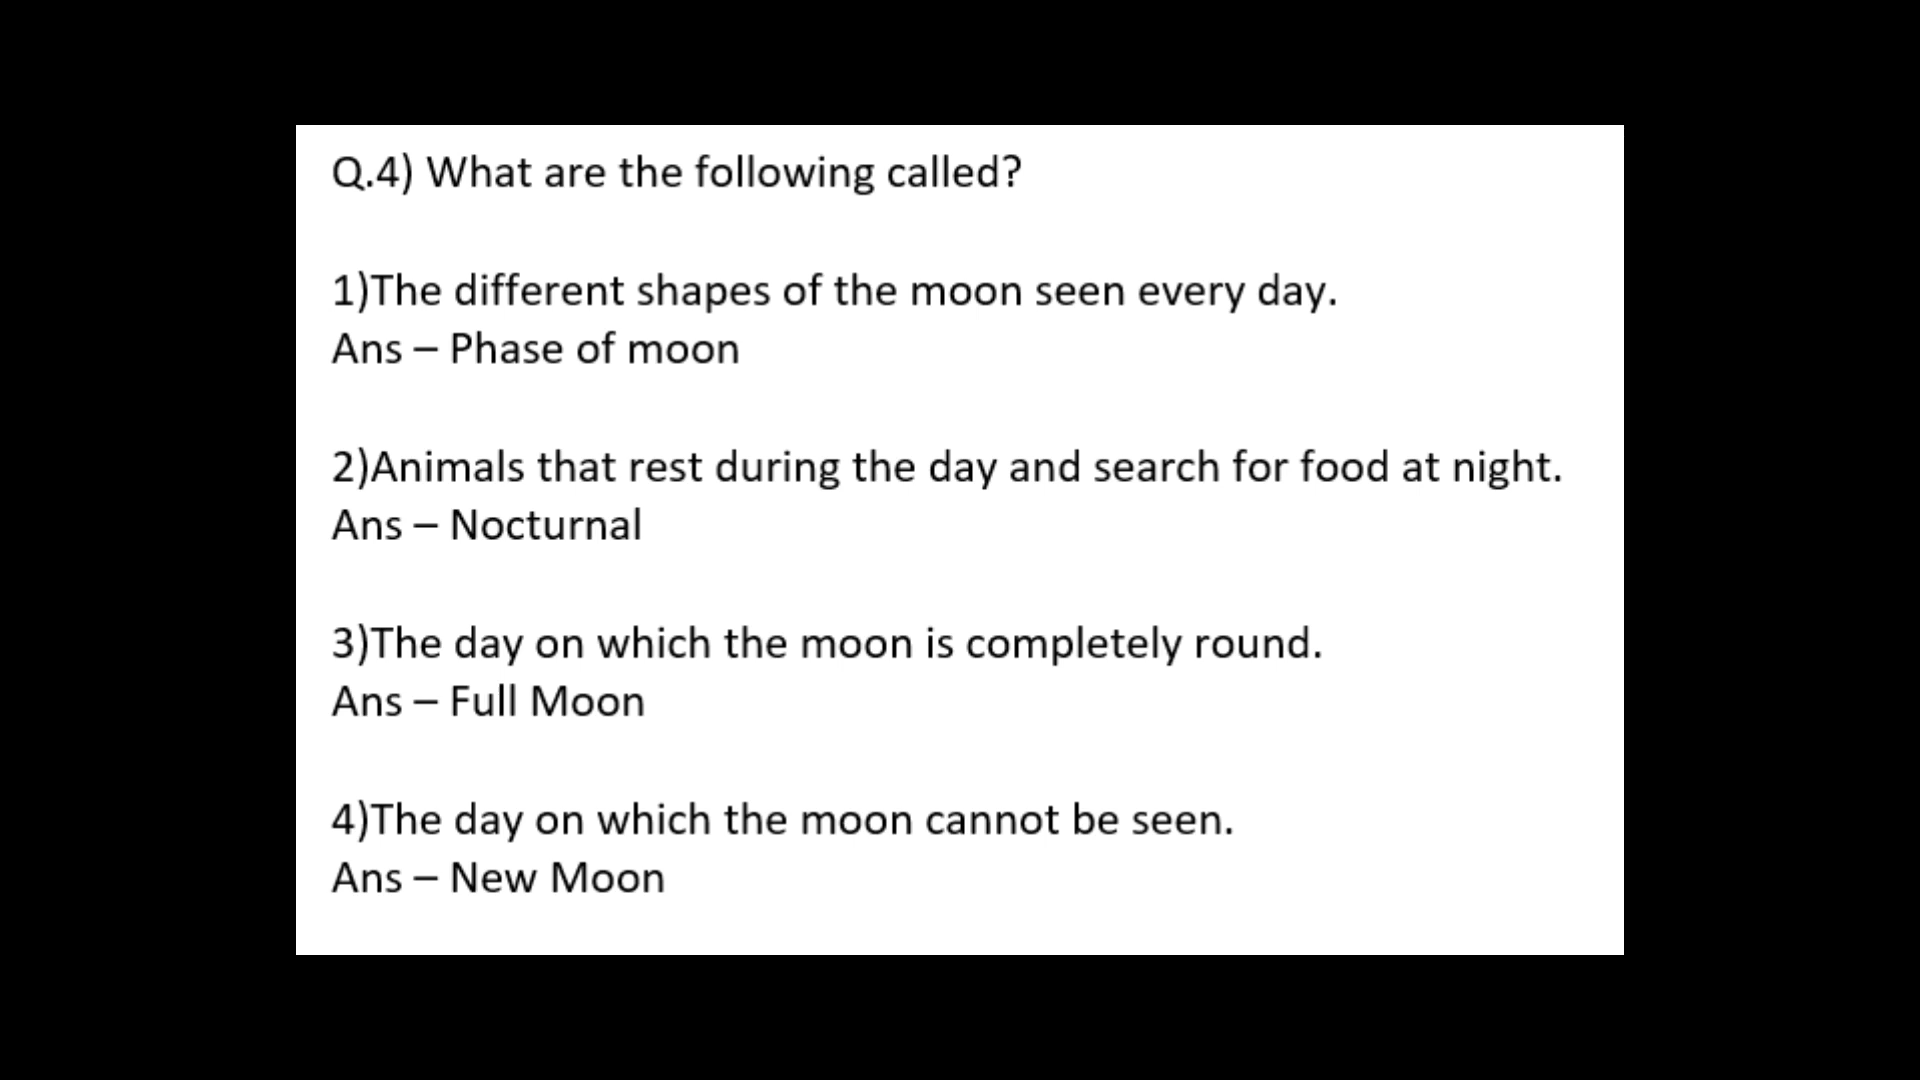 Q.4) What are the following called?
1)The different shapes of the moon seen every day.
Ans – Phase of moon
2)Animals that rest during the day and search for food at night.
Ans – Nocturnal
3)The day on which the moon is completely round.
Ans – Full Moon
4)The day on which the moon cannot be seen.
Ans – New Moon